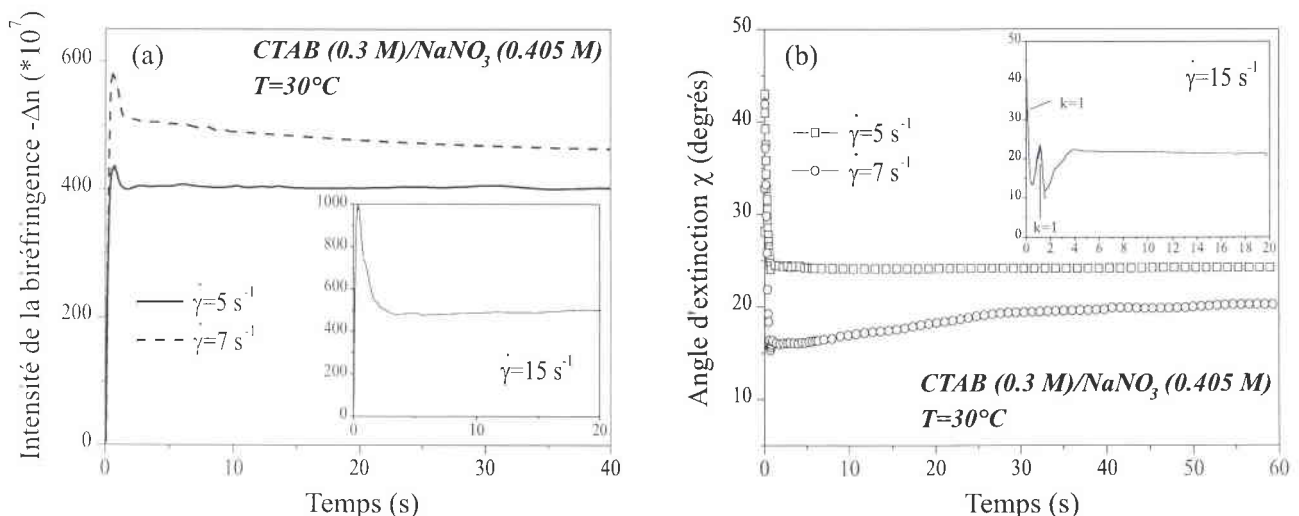 (a)
CTAB (0.3 M)/NaNO₃ (0.405 M)
T=30°C
Intensité de la biréfringence -Δn (*10⁷)
600
400
200
0
γ̇=5 s⁻¹
γ̇=7 s⁻¹
1000
800
600
400
200
0
0 10 20
γ̇=15 s⁻¹
0 10 20 30 40
Temps (s)
(b)
Angle d'extinction χ (degrés)
50
40
30
20
10
γ̇=5 s⁻¹
γ̇=7 s⁻¹
50
40
30
20
10
0
γ̇=15 s⁻¹
k=1
k=1
0 2 4 6 8 10 12 14 16 18 20
CTAB (0.3 M)/NaNO₃ (0.405 M)
T=30°C
0 10 20 30 40 50 60
Temps (s)